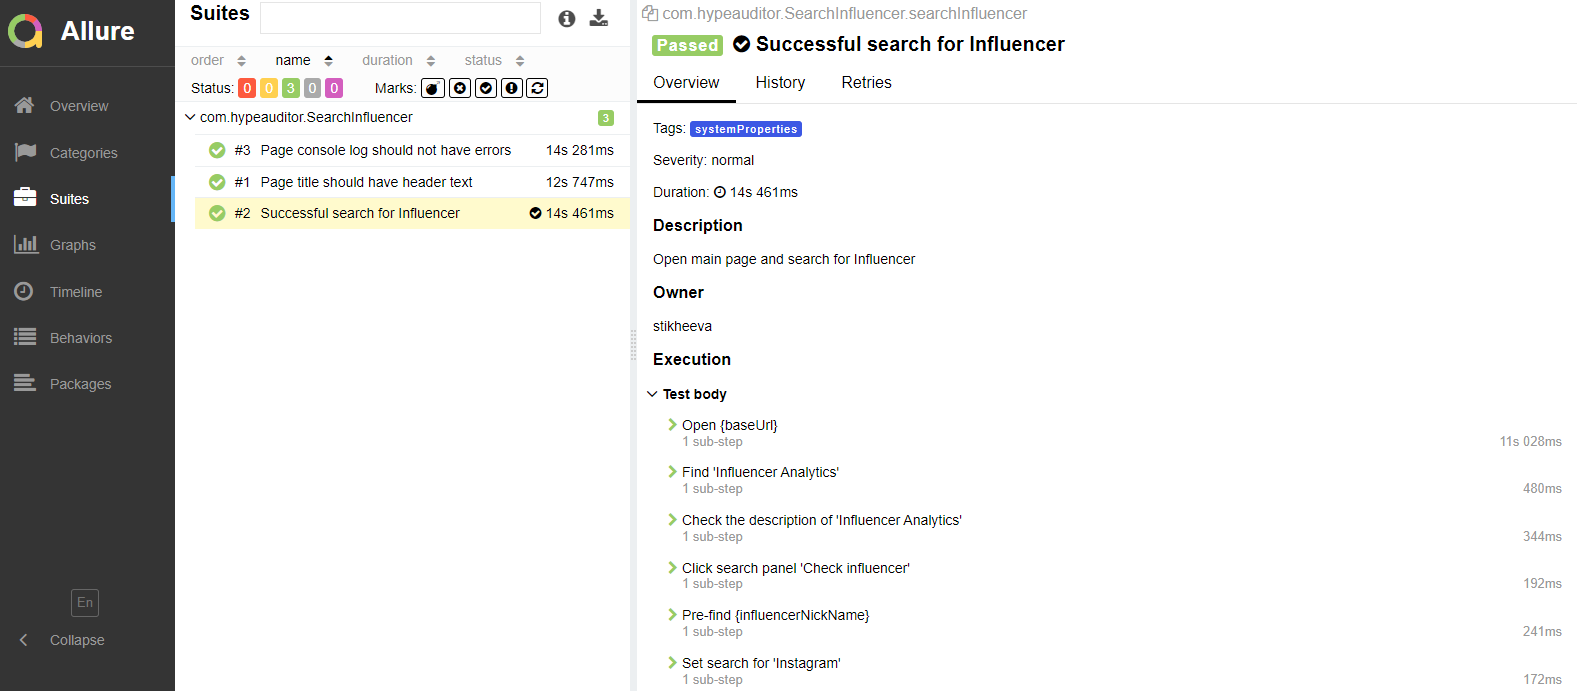 Allure
Overview
Categories
Suites
Graphs
Timeline
Behaviors
Packages
En
Collapse
Suites
order name duration status
Status: 0 0 3 0 0 Marks:
com.hypeauditor.SearchInfluencer 3
#3 Page console log should not have errors 14s 281ms
#1 Page title should have header text 12s 747ms
#2 Successful search for Influencer 14s 461ms
com.hypeauditor.SearchInfluencer.searchInfluencer
Passed Successful search for Influencer
Overview History Retries
Tags: systemProperties
Severity: normal
Duration: 14s 461ms
Description
Open main page and search for Influencer
Owner
stikheeva
Execution
Test body
Open {baseUrl}
1 sub-step 11s 028ms
Find 'Influencer Analytics'
1 sub-step 480ms
Check the description of 'Influencer Analytics'
1 sub-step 344ms
Click search panel 'Check influencer'
1 sub-step 192ms
Pre-find {influencerNickName}
1 sub-step 241ms
Set search for 'Instagram'
1 sub-step 172ms